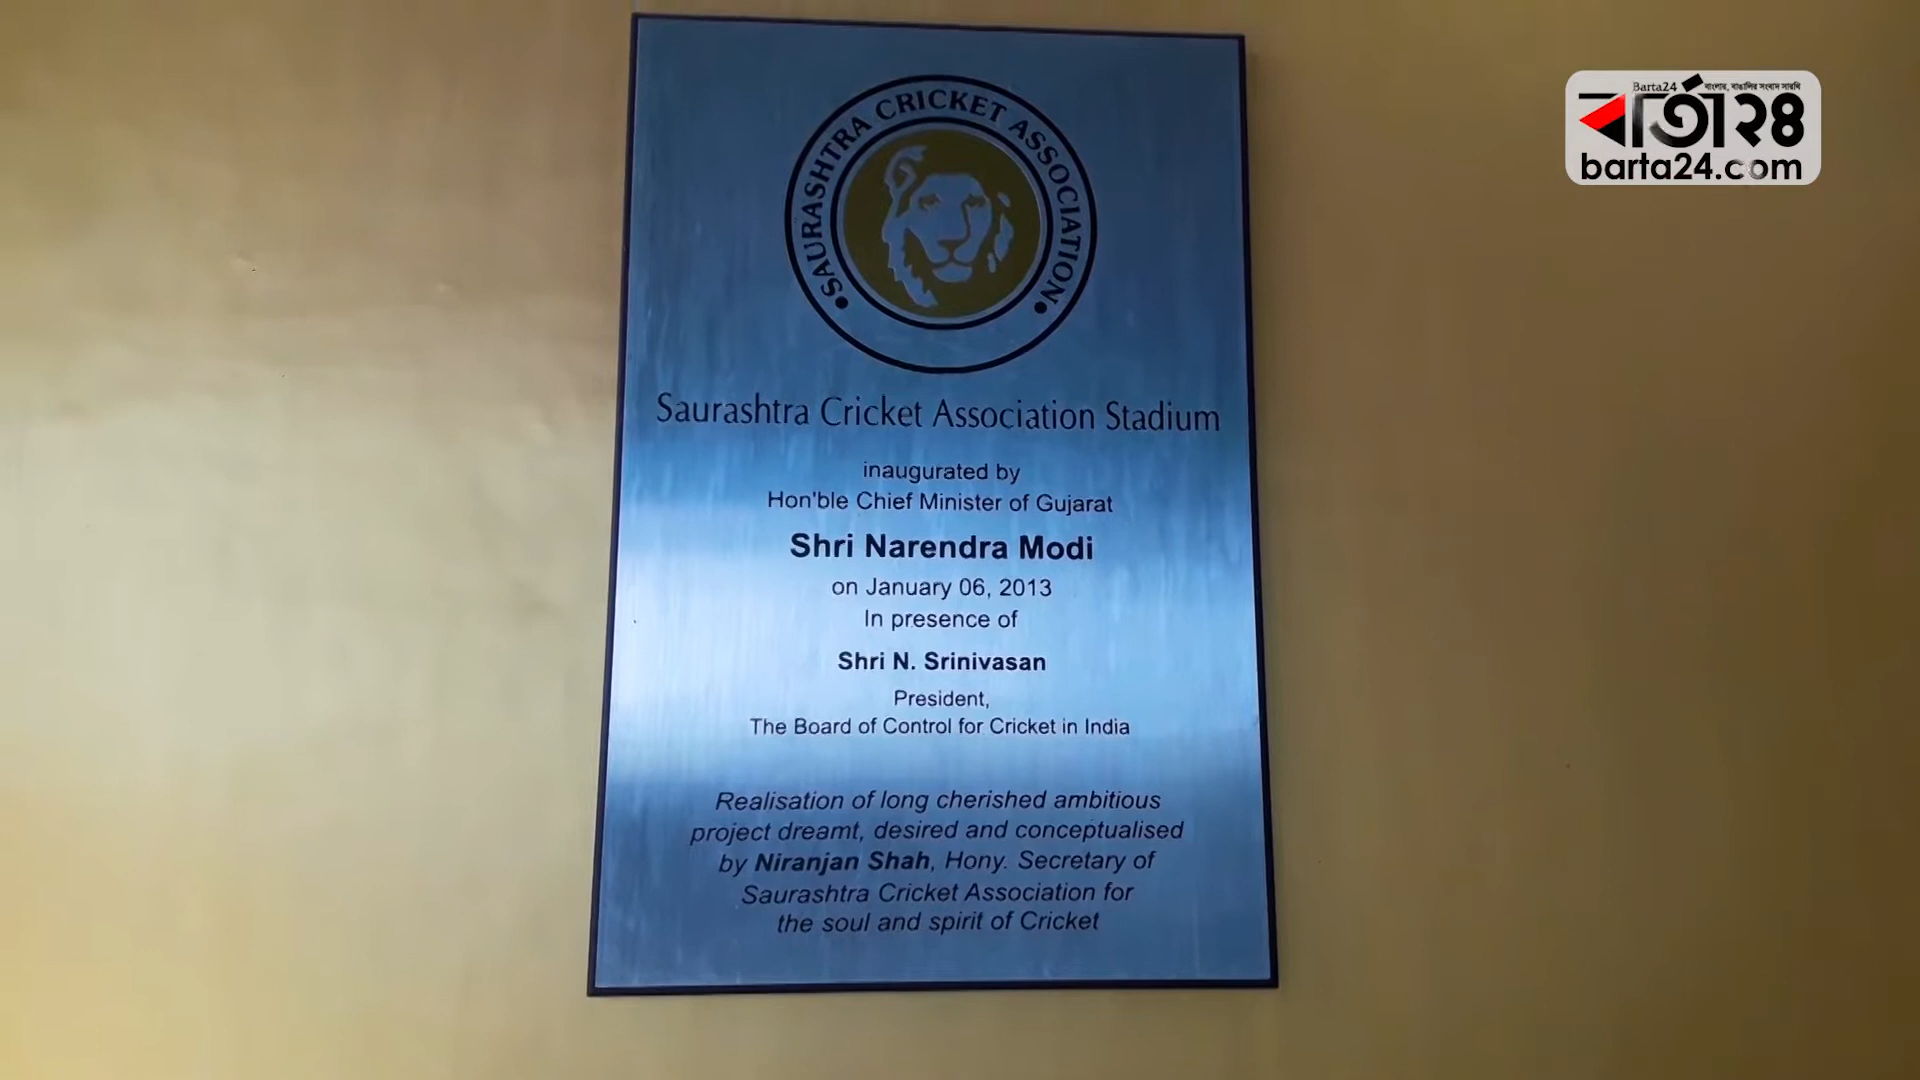 SAURASHTRA CRICKET ASSOCIATION
Saurashtra Cricket Association Stadium
inaugurated by
Hon'ble Chief Minister of Gujarat
Shri Narendra Modi
on January 06, 2013
In presence of
Shri N. Srinivasan
President,
The Board of Control for Cricket in India
Realisation of long cherished ambitious
project dreamt, desired and conceptualised
by Niranjan Shah, Hony. Secretary of
Saurashtra Cricket Association for
the soul and spirit of Cricket
Barta24 বাংলার, বাঙালির সংবাদ সারথি
বার্তা২৪
barta24.com